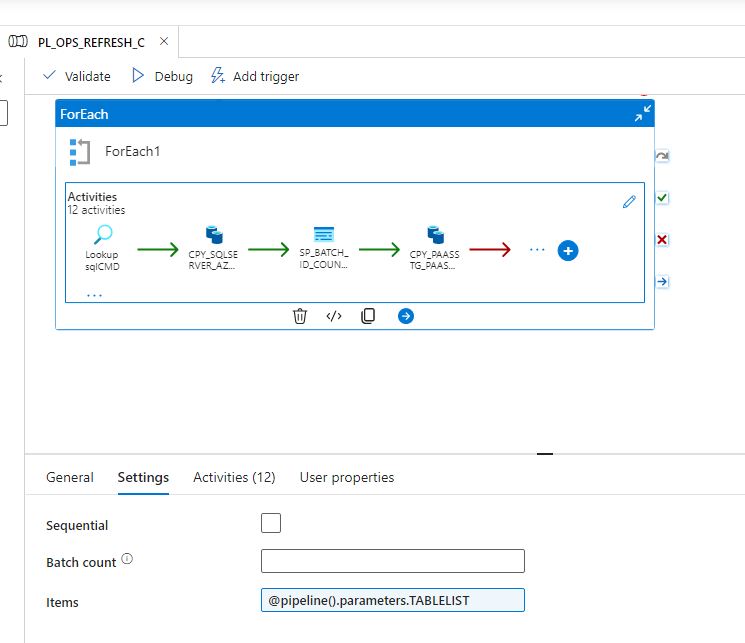 PL_OPS_REFRESH_C
Validate
Debug
Add trigger
ForEach
ForEach1
Activities
12 activities
Lookup
sqlCMD
CPY_SQLSE
RVER_AZ...
SP_BATCH_
ID_COUN...
CPY_PAASS
TG_PAAS...
...
...
General
Settings
Activities (12)
User properties
Sequential
Batch count
Items
@pipeline().parameters.TABLELIST